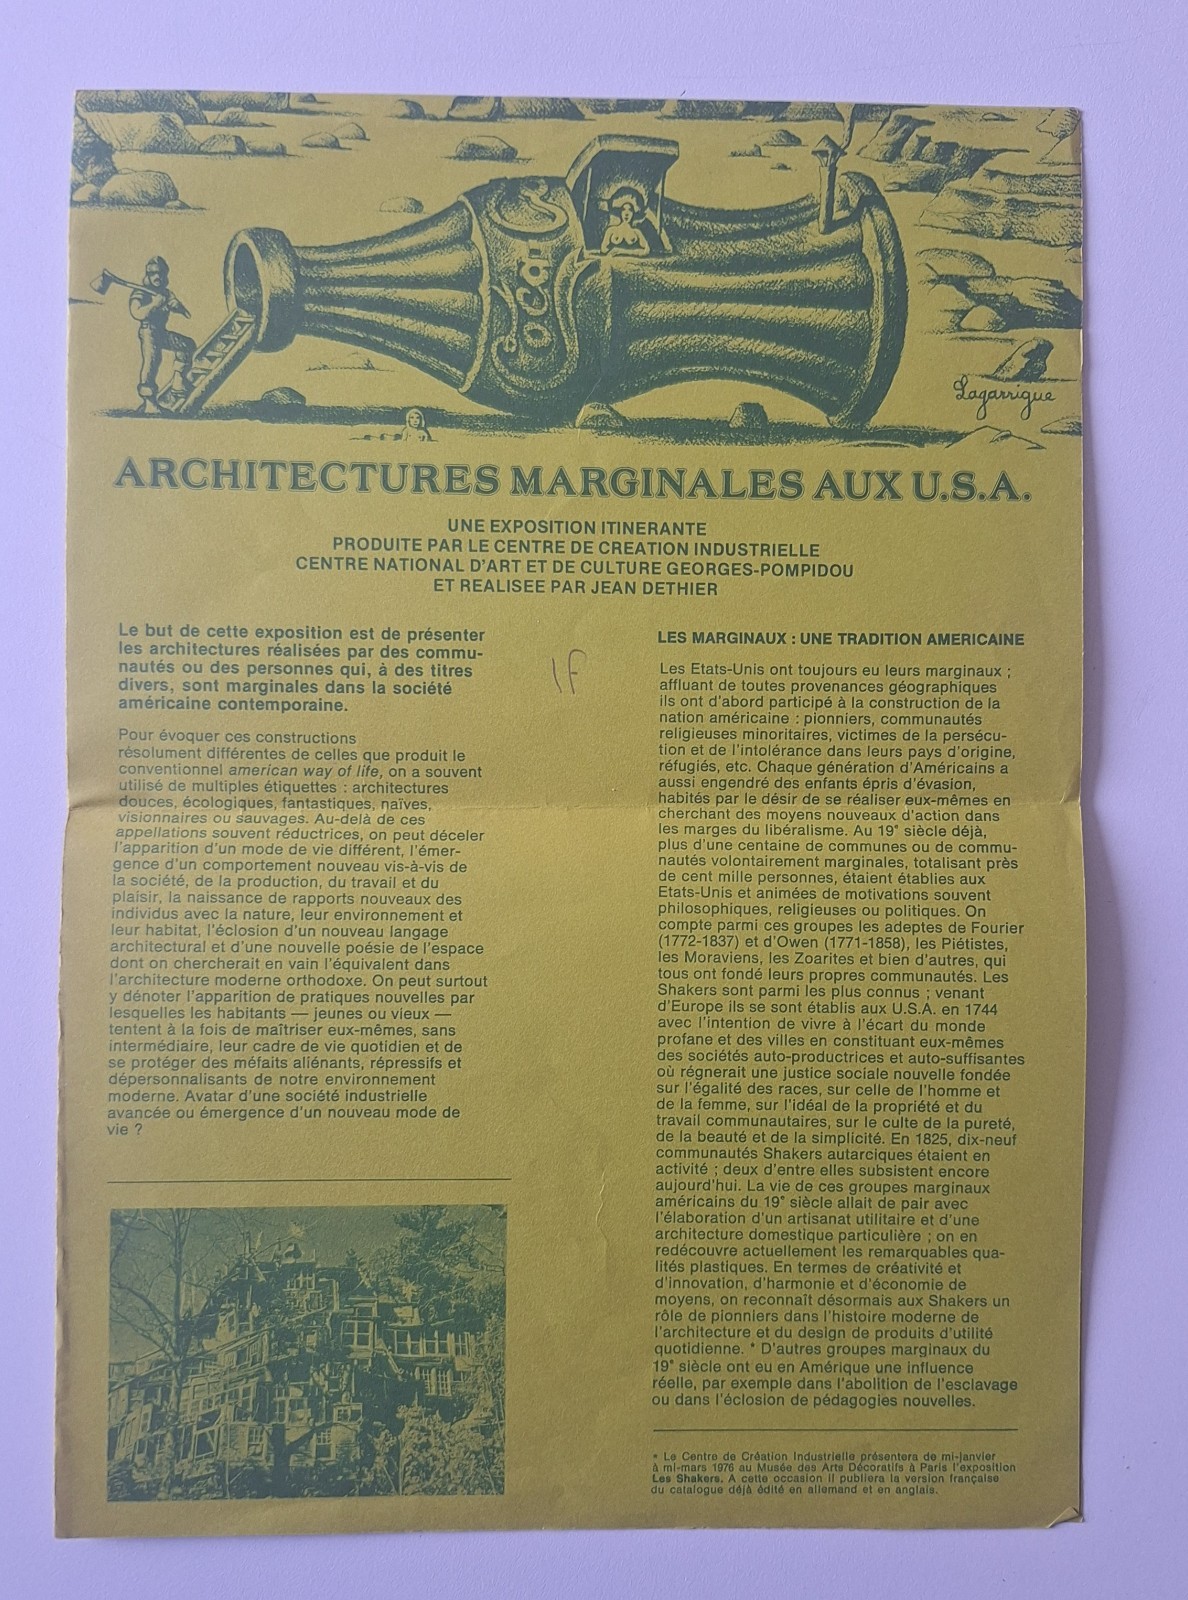 Coca
Lagarrigue
ARCHITECTURES MARGINALES AUX U.S.A.
UNE EXPOSITION ITINERANTE
PRODUITE PAR LE CENTRE DE CREATION INDUSTRIELLE
CENTRE NATIONAL D'ART ET DE CULTURE GEORGES-POMPIDOU
ET REALISEE PAR JEAN DETHIER
Le but de cette exposition est de présenter
les architectures réalisées par des commu-
nautés ou des personnes qui, à des titres
divers, sont marginales dans la société
américaine contemporaine.
Pour évoquer ces constructions
résolument différentes de celles que produit le
conventionnel american way of life, on a souvent
utilisé de multiples étiquettes : architectures
douces, écologiques, fantastiques, naïves,
visionnaires ou sauvages. Au-delà de ces
appellations souvent réductrices, on peut déceler
l'apparition d'un mode de vie différent, l'émer-
gence d'un comportement nouveau vis-à-vis de
la société, de la production, du travail et du
plaisir, la naissance de rapports nouveaux des
individus avec la nature, leur environnement et
leur habitat, l'éclosion d'un nouveau langage
architectural et d'une nouvelle poésie de l'espace
dont on chercherait en vain l'équivalent dans
l'architecture moderne orthodoxe. On peut surtout
y dénoter l'apparition de pratiques nouvelles par
lesquelles les habitants — jeunes ou vieux —
tentent à la fois de maîtriser eux-mêmes, sans
intermédiaire, leur cadre de vie quotidien et de
se protéger des méfaits aliénants, répressifs et
dépersonnalisants de notre environnement
moderne. Avatar d'une société industrielle
avancée ou émergence d'un nouveau mode de
vie ?
1F
LES MARGINAUX : UNE TRADITION AMERICAINE
Les Etats-Unis ont toujours eu leurs marginaux ;
affluant de toutes provenances géographiques
ils ont d'abord participé à la construction de la
nation américaine : pionniers, communautés
religieuses minoritaires, victimes de la persécu-
tion et de l'intolérance dans leurs pays d'origine,
réfugiés, etc. Chaque génération d'Américains a
aussi engendré des enfants épris d'évasion,
habités par le désir de se réaliser eux-mêmes en
cherchant des moyens nouveaux d'action dans
les marges du libéralisme. Au 19e siècle déjà,
plus d'une centaine de communes ou de commu-
nautés volontairement marginales, totalisant près
de cent mille personnes, étaient établies aux
Etats-Unis et animées de motivations souvent
philosophiques, religieuses ou politiques. On
compte parmi ces groupes les adeptes de Fourier
(1772-1837) et d'Owen (1771-1858), les Piétistes,
les Moraviens, les Zoarites et bien d'autres, qui
tous ont fondé leurs propres communautés. Les
Shakers sont parmi les plus connus ; venant
d'Europe ils se sont établis aux U.S.A. en 1744
avec l'intention de vivre à l'écart du monde
profane et des villes en constituant eux-mêmes
des sociétés auto-productrices et auto-suffisantes
où régnerait une justice sociale nouvelle fondée
sur l'égalité des races, sur celle de l'homme et
de la femme, sur l'idéal de la propriété et du
travail communautaires, sur le culte de la pureté,
de la beauté et de la simplicité. En 1825, dix-neuf
communautés Shakers autarciques étaient en
activité ; deux d'entre elles subsistent encore
aujourd'hui. La vie de ces groupes marginaux
américains du 19e siècle allait de pair avec
l'élaboration d'un artisanat utilitaire et d'une
architecture domestique particulière ; on en
redécouvre actuellement les remarquables qua-
lités plastiques. En termes de créativité et
d'innovation, d'harmonie et d'économie de
moyens, on reconnaît désormais aux Shakers un
rôle de pionniers dans l'histoire moderne de
l'architecture et du design de produits d'utilité
quotidienne. * D'autres groupes marginaux du
19e siècle ont eu en Amérique une influence
réelle, par exemple dans l'abolition de l'esclavage
ou dans l'éclosion de pédagogies nouvelles.
* Le Centre de Création Industrielle présentera de mi-janvier
à mi-mars 1976 au Musée des Arts Décoratifs à Paris l'exposition
Les Shakers. A cette occasion il publiera la version française
du catalogue déjà édité en allemand et en anglais.